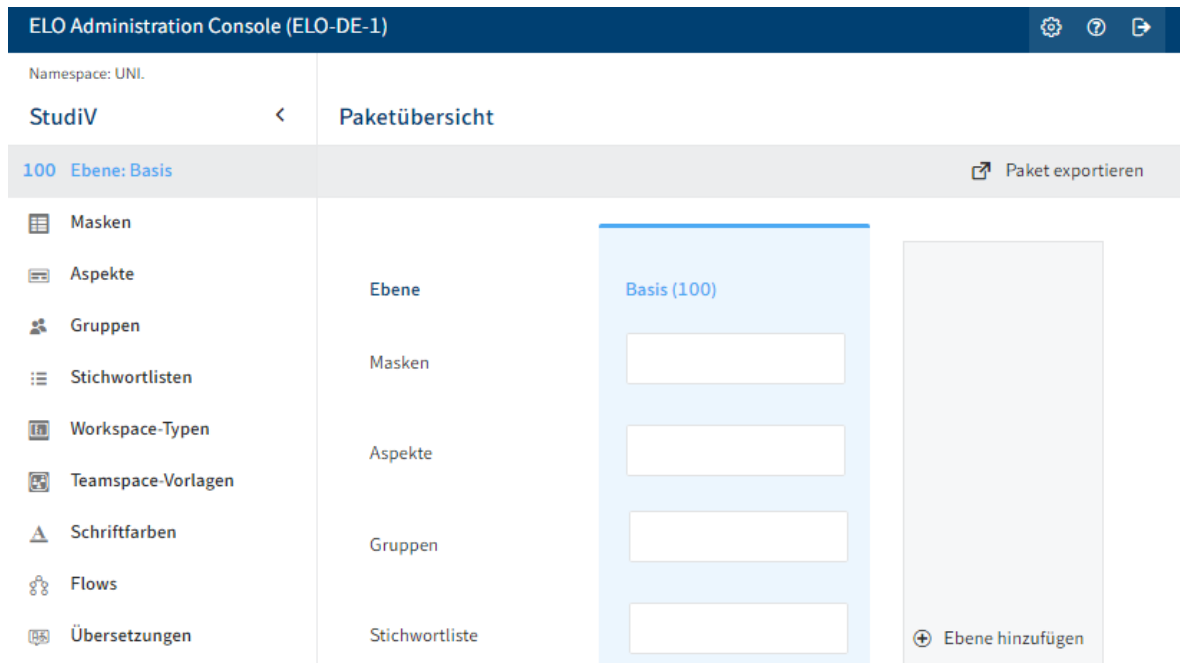 ELO Administration Console (ELO-DE-1)
Namespace: UNI.
StudiV
Paketübersicht
100 Ebene: Basis
Paket exportieren
Masken
Aspekte
Gruppen
Stichwortlisten
Workspace-Typen
Teamspace-Vorlagen
Schriftfarben
Flows
Übersetzungen
Ebene
Basis (100)
Masken
Aspekte
Gruppen
Stichwortliste
Ebene hinzufügen